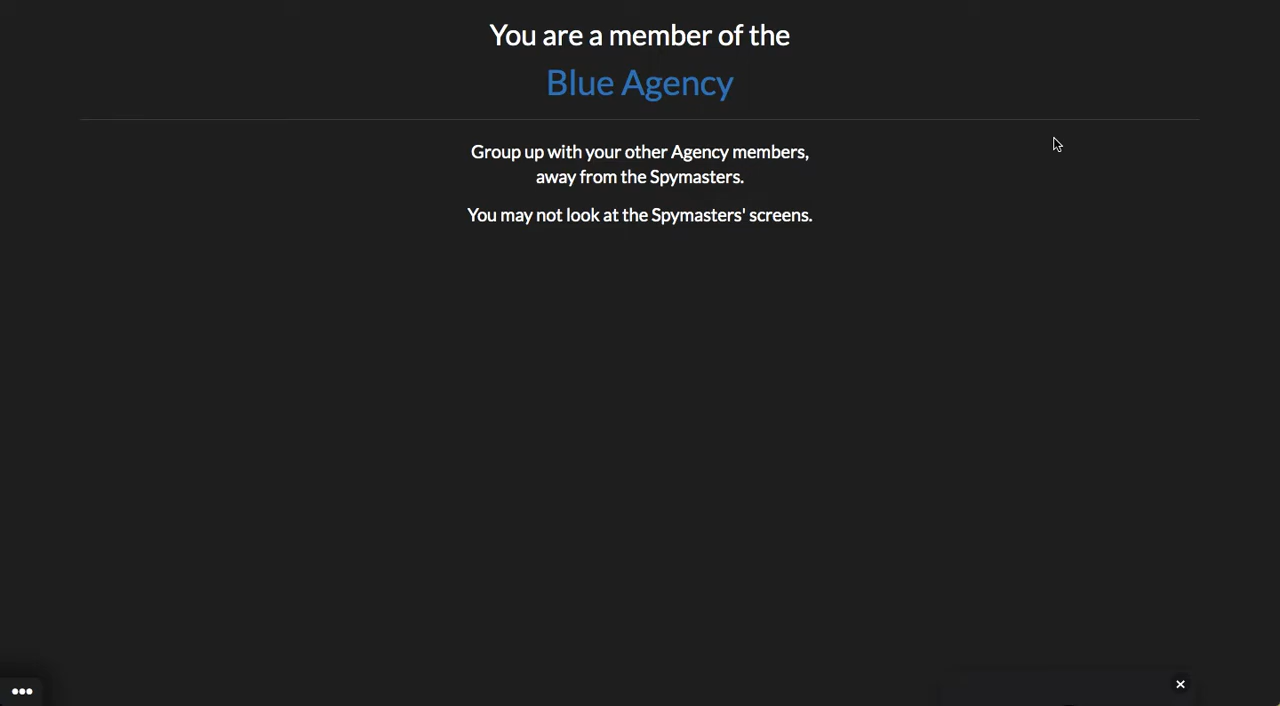 You are a member of the
Blue Agency
Group up with your other Agency members,
away from the Spymasters.
You may not look at the Spymasters' screens.